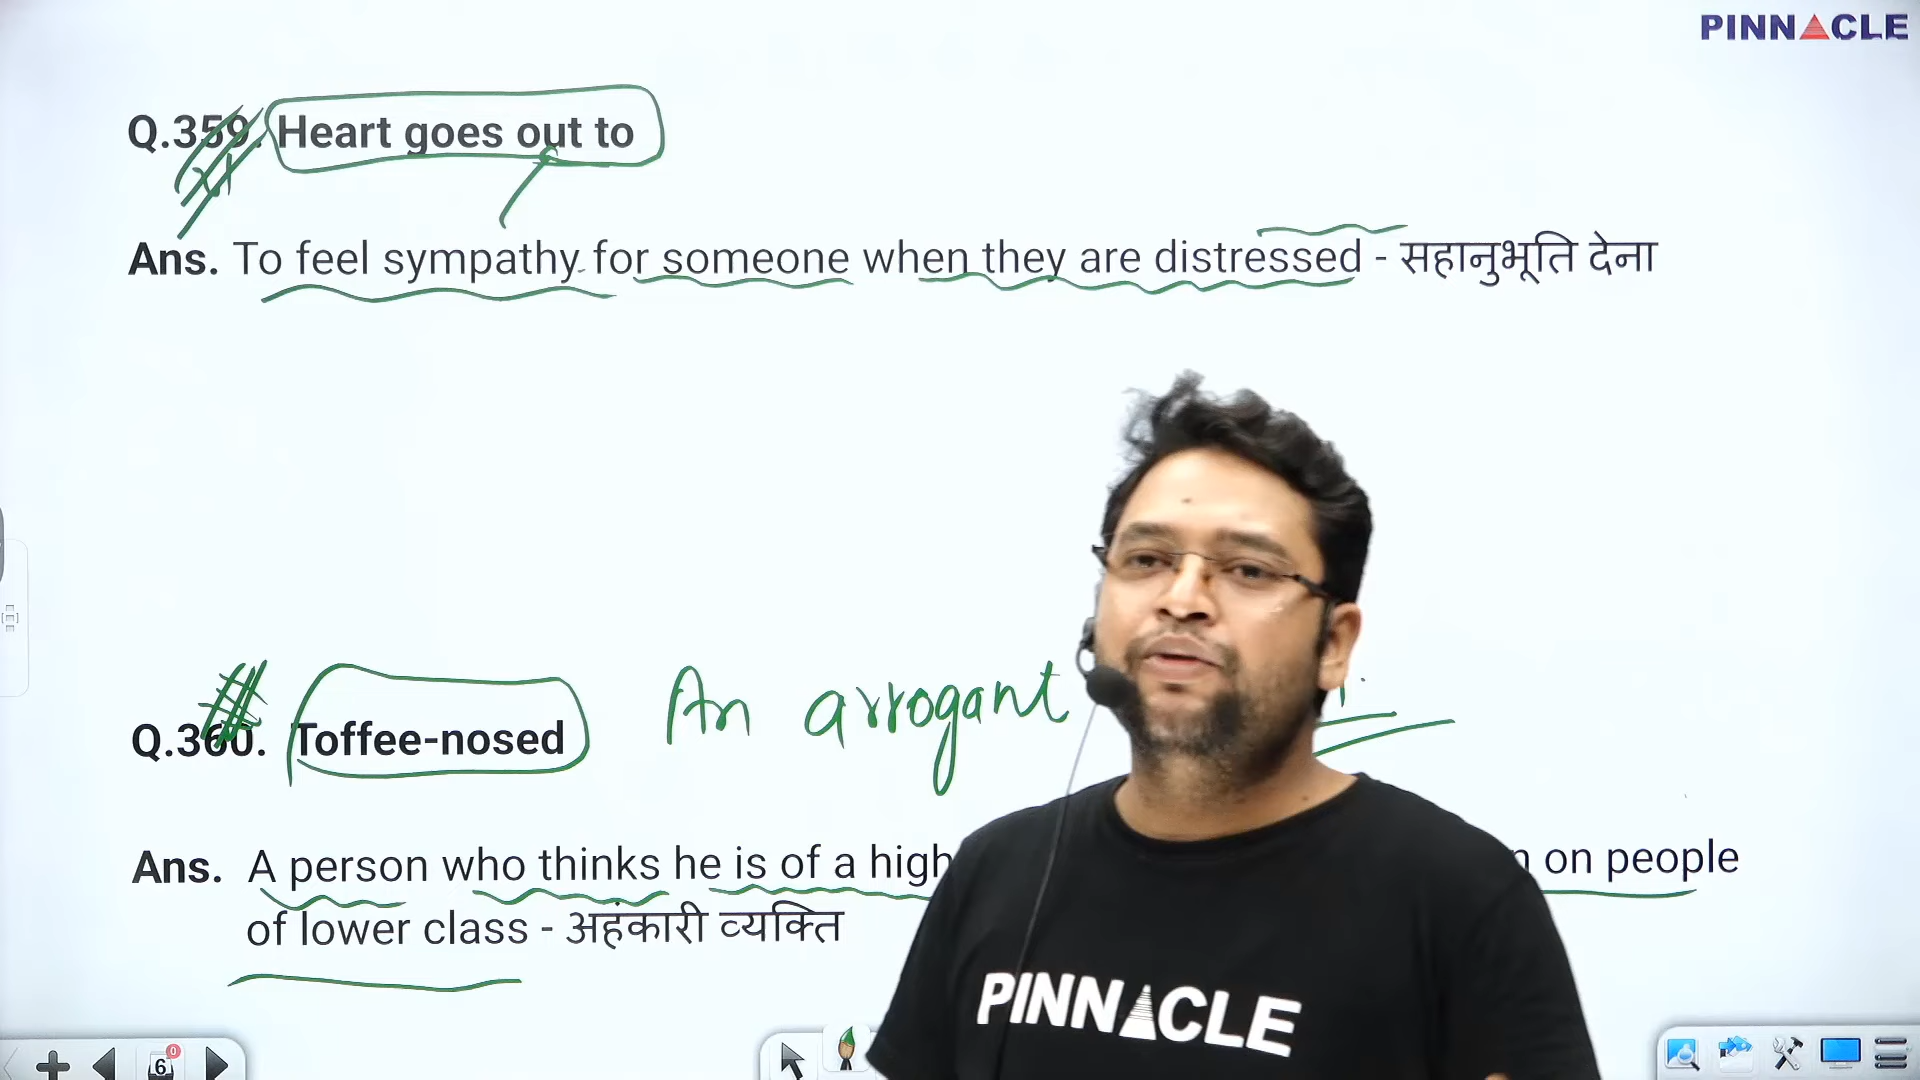 PINNACLE
Q.359. Heart goes out to
Ans. To feel sympathy for someone when they are distressed - सहानुभूति देना
An arrogant
Q.360. Toffee-nosed
Ans. A person who thinks he is of a high on people
of lower class - अहंकारी व्यक्ति
PINNACLE
6
0